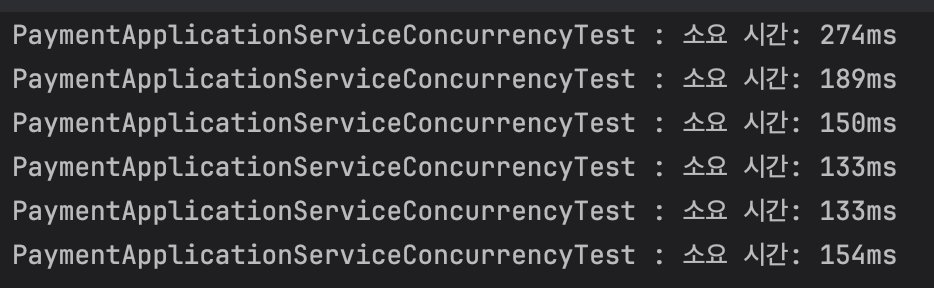 PaymentApplicationServiceConcurrencyTest : 소요 시간: 274ms
PaymentApplicationServiceConcurrencyTest : 소요 시간: 189ms
PaymentApplicationServiceConcurrencyTest : 소요 시간: 150ms
PaymentApplicationServiceConcurrencyTest : 소요 시간: 133ms
PaymentApplicationServiceConcurrencyTest : 소요 시간: 133ms
PaymentApplicationServiceConcurrencyTest : 소요 시간: 154ms